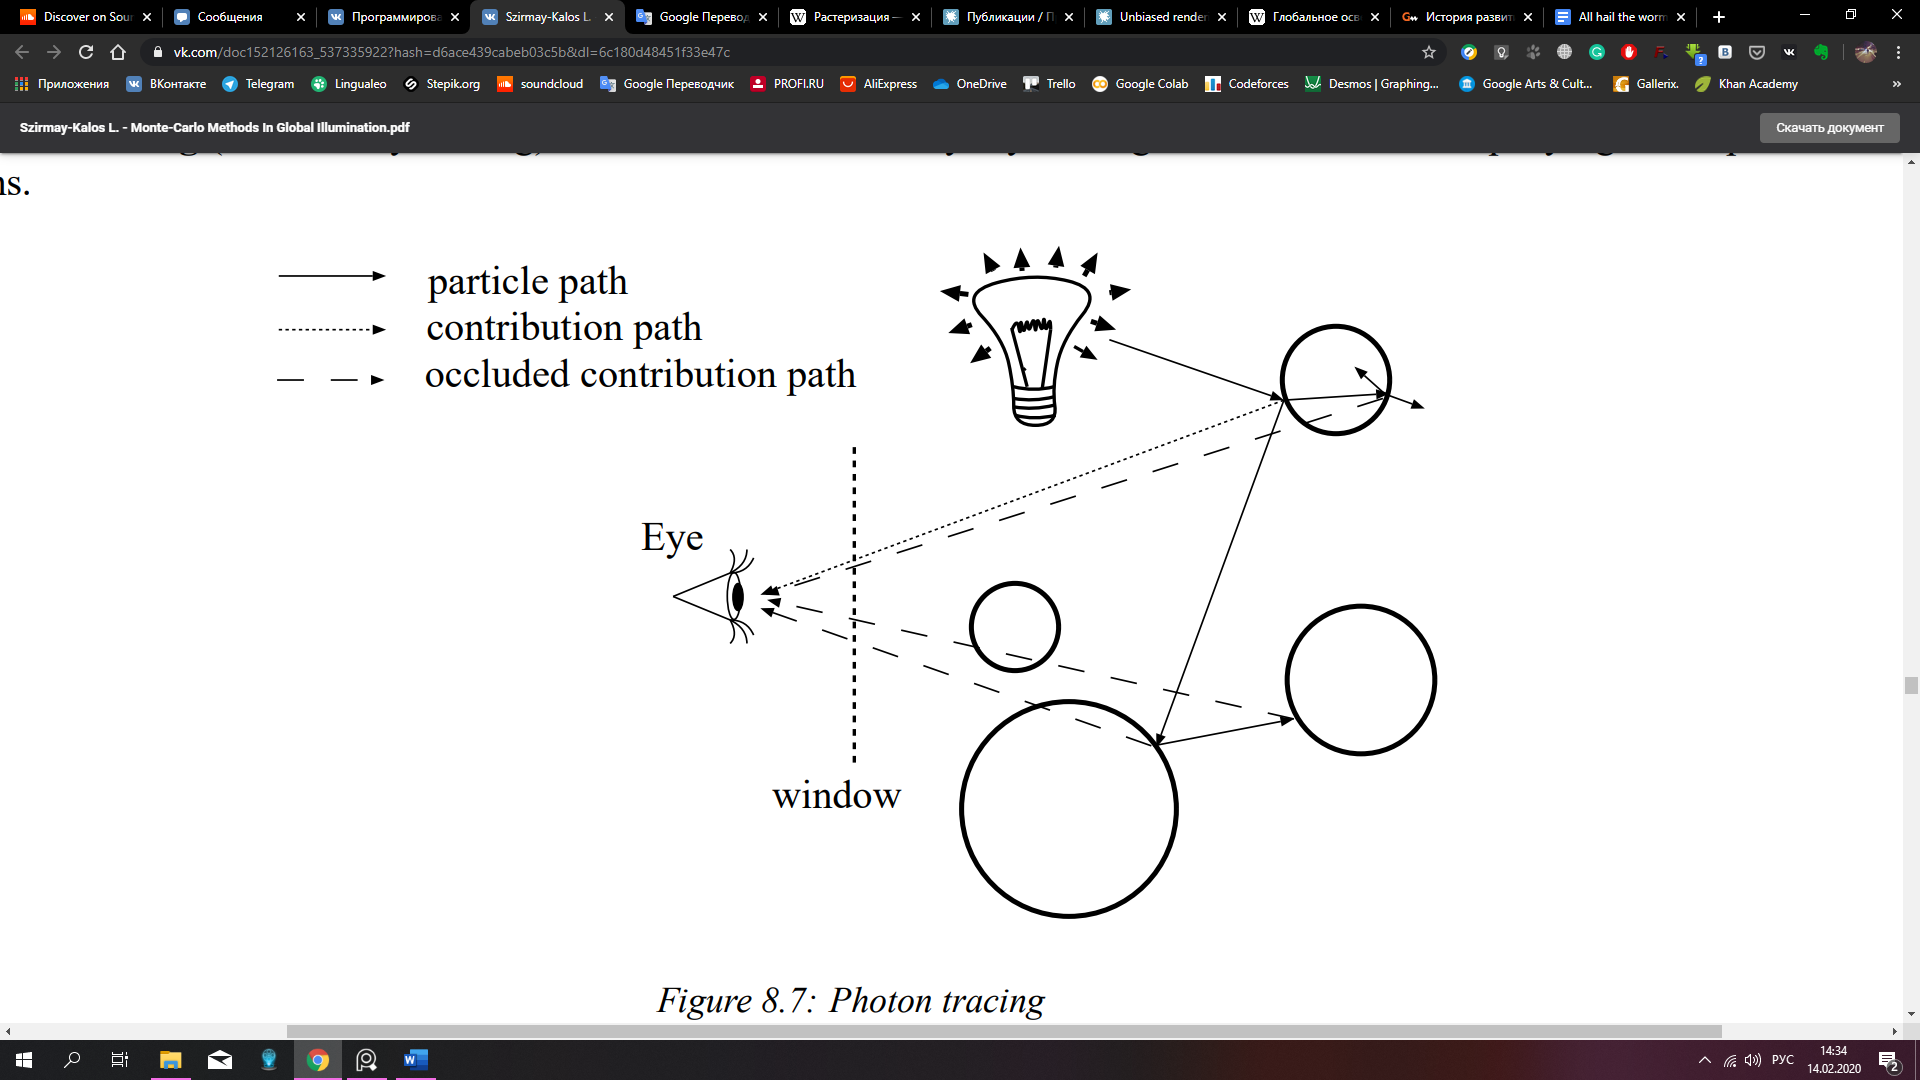 Discover on Sour
Сообщения
Программирова
Szirmay-Kalos L.
Google Перевод
Растеризация —
Публикации / П
Unbiased render
Глобальное осв
История развит
All hail the worm
vk.com/doc152126163_537335922?hash=d6ace439cabeb03c5b&dl=6c180d48451f33e47c
Приложения
ВКонтакте
Telegram
Lingualeo
Stepik.org
soundcloud
Google Переводчик
PROFI.RU
AliExpress
OneDrive
Trello
Google Colab
Codeforces
Desmos | Graphing...
Google Arts & Cult...
Gallerix.
Khan Academy
»
Szirmay-Kalos L. - Monte-Carlo Methods In Global Illumination.pdf
Скачать документ
ns.
particle path
contribution path
occluded contribution path
Eye
window
Figure 8.7: Photon tracing
РУС
14:34
14.02.2020
2